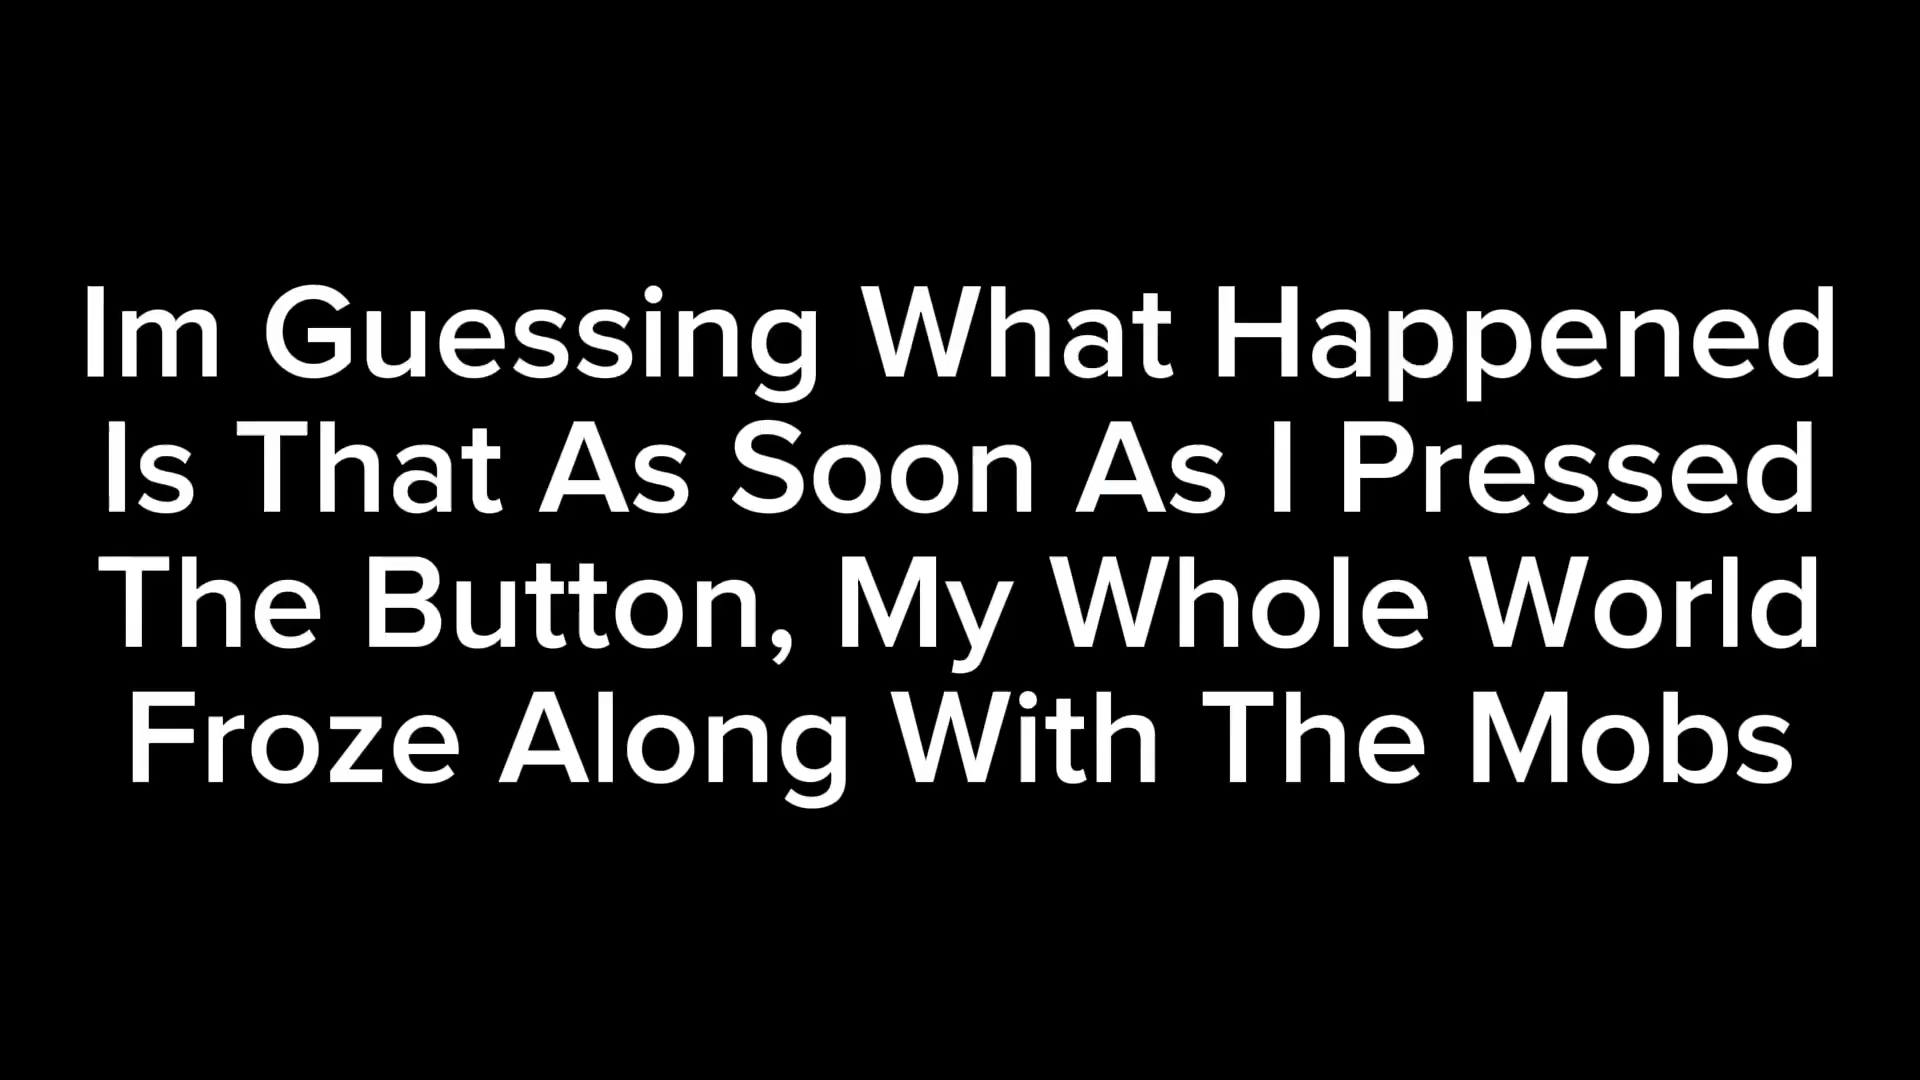 Im Guessing What Happened
Is That As Soon As I Pressed
The Button, My Whole World
Froze Along With The Mobs